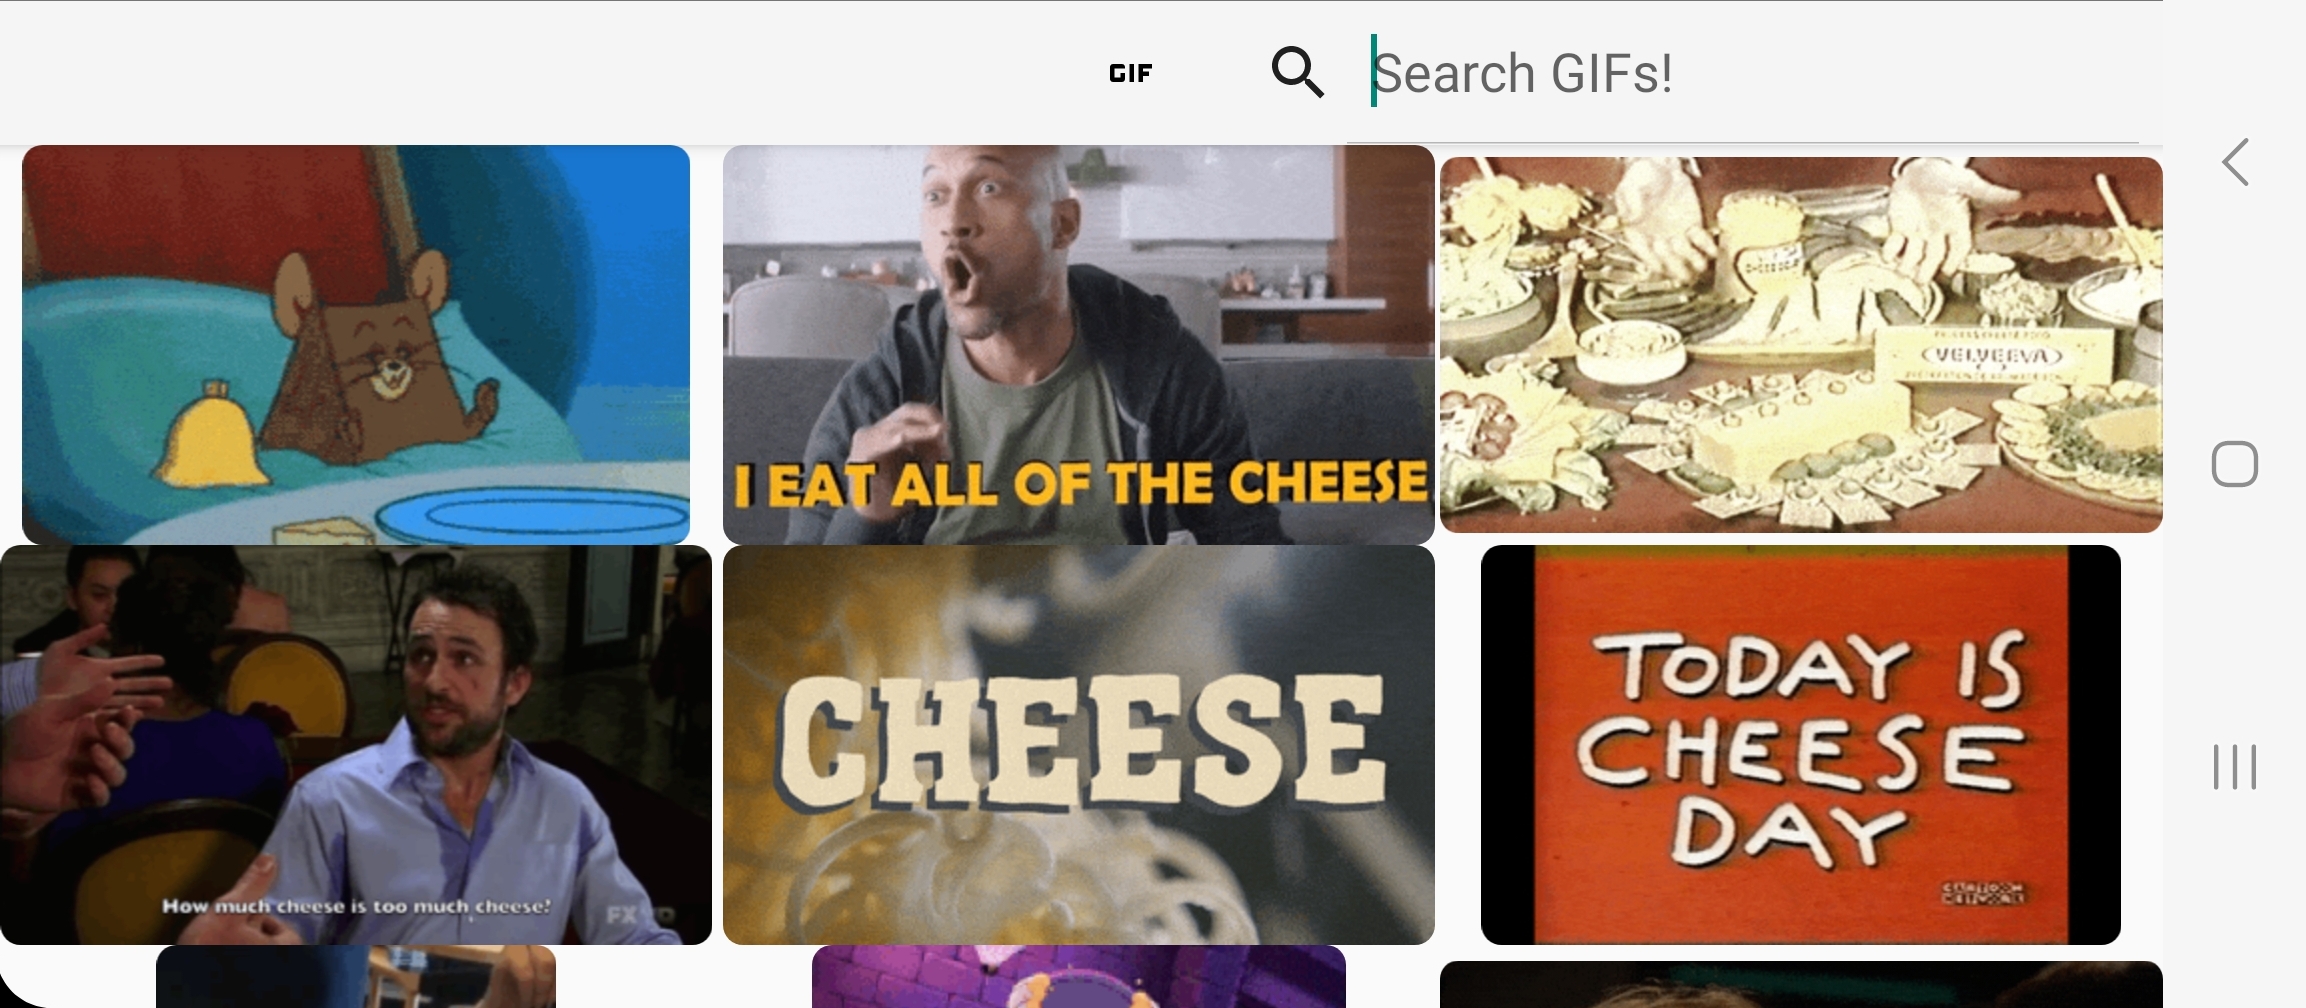 GIF
Search GIFs!
I EAT ALL OF THE CHEESE
VELVEEVA
How much cheese is too much cheese?
FX
CHEESE
TODAY IS
CHEESE
DAY
CARTOON
NETWORK